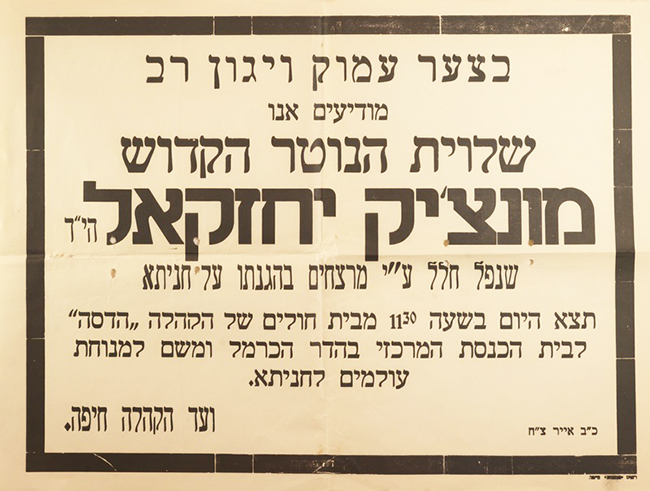 בצער עמוק ויגון רב
מודיעים אנו
שלוית הנוטר הקדוש
מונצ׳יק יחזקאל הי״ד
שנפל חלל ע״י מרצחים בהגנתו על חניתא
תצא היום בשעה 11³⁰ מבית חולים של הקהלה „הדסה”
לבית הכנסת המרכזי בהדר הכרמל ומשם למנוחת
עולמים לחניתא.
ועד הקהלה חיפה.
כ״ב אייר צ״ח